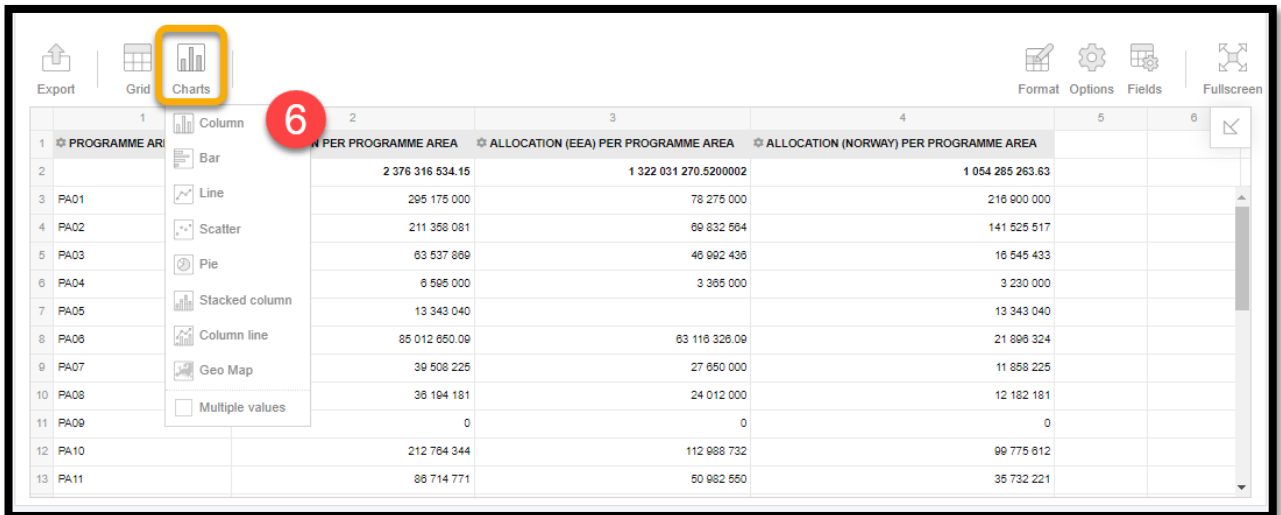 Export Grid Charts Format Options Fields Fullscreen
1 2 3 4 5 6
6
1 PROGRAMME ARE N PER PROGRAMME AREA ALLOCATION (EEA) PER PROGRAMME AREA ALLOCATION (NORWAY) PER PROGRAMME AREA
2 2 376 316 534.15 1 322 031 270.5200002 1 054 285 263.63
3 PA01 295 175 000 78 275 000 216 900 000
4 PA02 211 358 081 69 832 564 141 525 517
5 PA03 63 537 869 46 992 436 16 545 433
6 PA04 6 595 000 3 365 000 3 230 000
7 PA05 13 343 040 13 343 040
8 PA06 85 012 650.09 63 116 326.09 21 896 324
9 PA07 39 508 225 27 650 000 11 858 225
10 PA08 36 194 181 24 012 000 12 182 181
11 PA09 0 0 0
12 PA10 212 764 344 112 988 732 99 775 612
13 PA11 86 714 771 50 982 550 35 732 221
Column
Bar
Line
Scatter
Pie
Stacked column
Column line
Geo Map
Multiple values